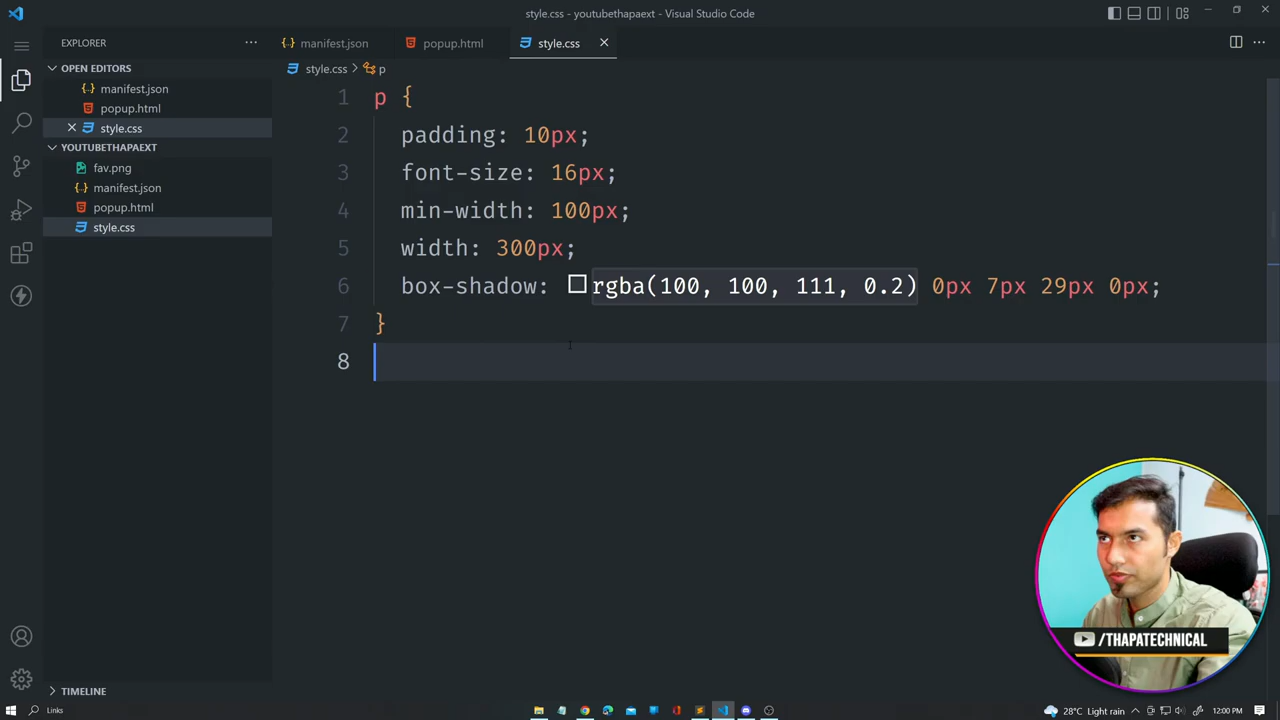 style.css - youtubethapaext - Visual Studio Code
EXPLORER
manifest.json
popup.html
style.css
OPEN EDITORS
manifest.json
popup.html
style.css
YOUTUBETHAPAEXT
fav.png
manifest.json
popup.html
style.css
TIMELINE
style.css > p
1 p {
2 padding: 10px;
3 font-size: 16px;
4 min-width: 100px;
5 width: 300px;
6 box-shadow: rgba(100, 100, 111, 0.2) 0px 7px 29px 0px;
7 }
8
/THAPATECHNICAL
Links
28°C Light rain
12:00 PM